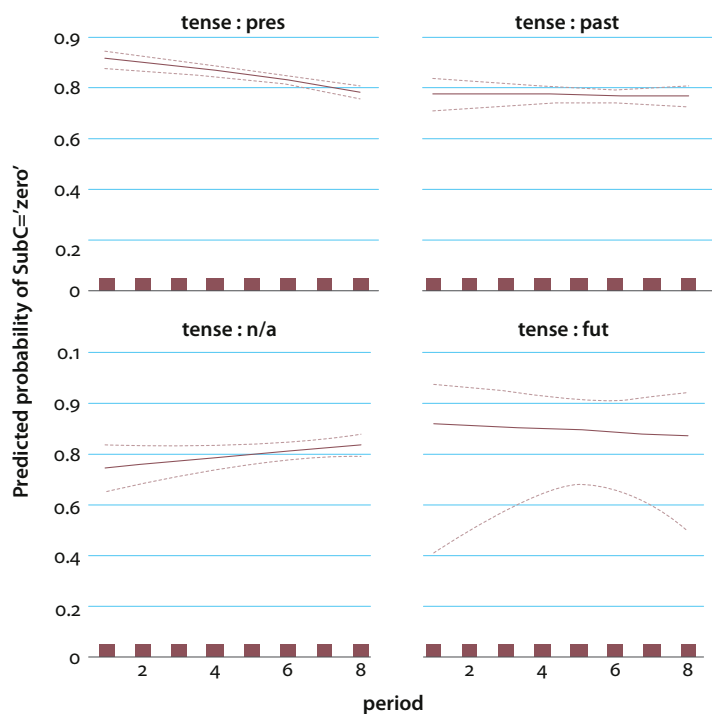 tense : pres
tense : past
0.9
0.8
0.6
0.4
0.2
0
tense : n/a
tense : fut
0.1
0.9
0.8
0.6
0.4
0.2
0
2 4 6 8
2 4 6 8
period
Predicted probability of SubC='zero'